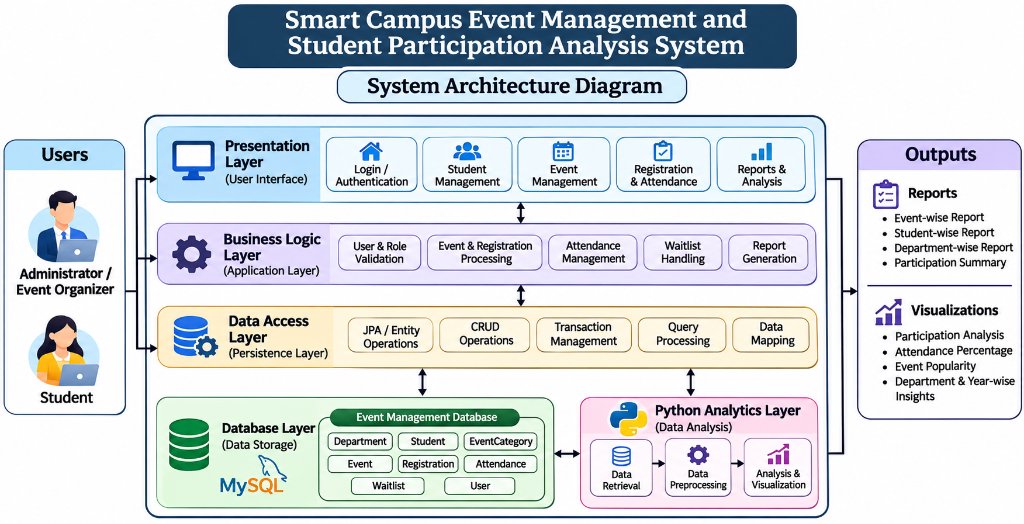 Smart Campus Event Management and
Student Participation Analysis System
System Architecture Diagram
Users
Administrator /
Event Organizer
Student
Presentation
Layer
(User Interface)
Login /
Authentication
Student
Management
Event
Management
Registration
& Attendance
Reports &
Analysis
Business Logic
Layer
(Application Layer)
User & Role
Validation
Event & Registration
Processing
Attendance
Management
Waitlist
Handling
Report
Generation
Data Access
Layer
(Persistence Layer)
JPA / Entity
Operations
CRUD
Operations
Transaction
Management
Query
Processing
Data
Mapping
Database Layer
(Data Storage)
MySQL
Event Management Database
Department
Student
EventCategory
Event
Registration
Attendance
Waitlist
User
Python Analytics Layer
(Data Analysis)
Data
Retrieval
Data
Preprocessing
Analysis &
Visualization
Outputs
Reports
• Event-wise Report
• Student-wise Report
• Department-wise Report
• Participation Summary
Visualizations
• Participation Analysis
• Attendance Percentage
• Event Popularity
• Department & Year-wise
Insights